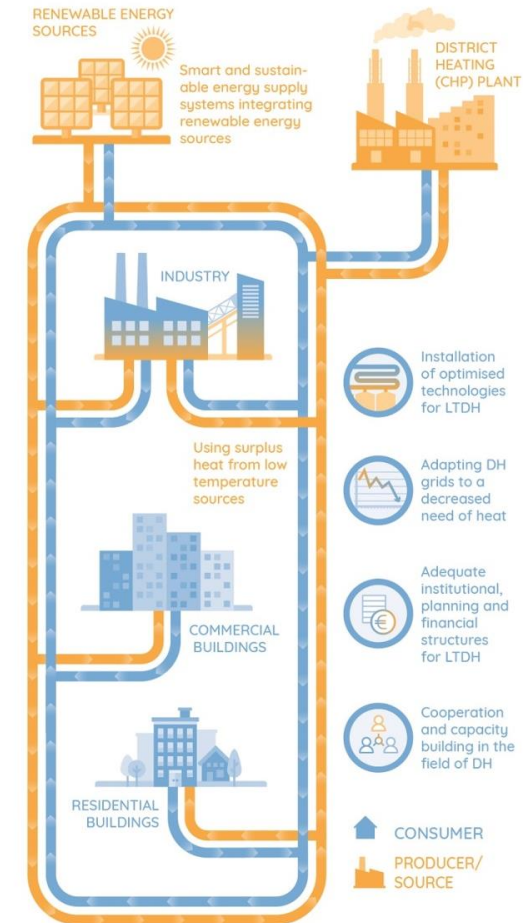 RENEWABLE ENERGY
SOURCES
Smart and sustain-
able energy supply
systems integrating
renewable energy
sources
DISTRICT
HEATING
(CHP) PLANT
INDUSTRY
Using surplus
heat from low
temperature
sources
COMMERCIAL
BUILDINGS
RESIDENTIAL
BUILDINGS
Installation
of optimised
technologies
for LTDH
Adapting DH
grids to a
decreased
need of heat
€
Adequate
institutional,
planning and
financial
structures
for LTDH
Cooperation
and capacity
building in the
field of DH
CONSUMER
PRODUCER/
SOURCE